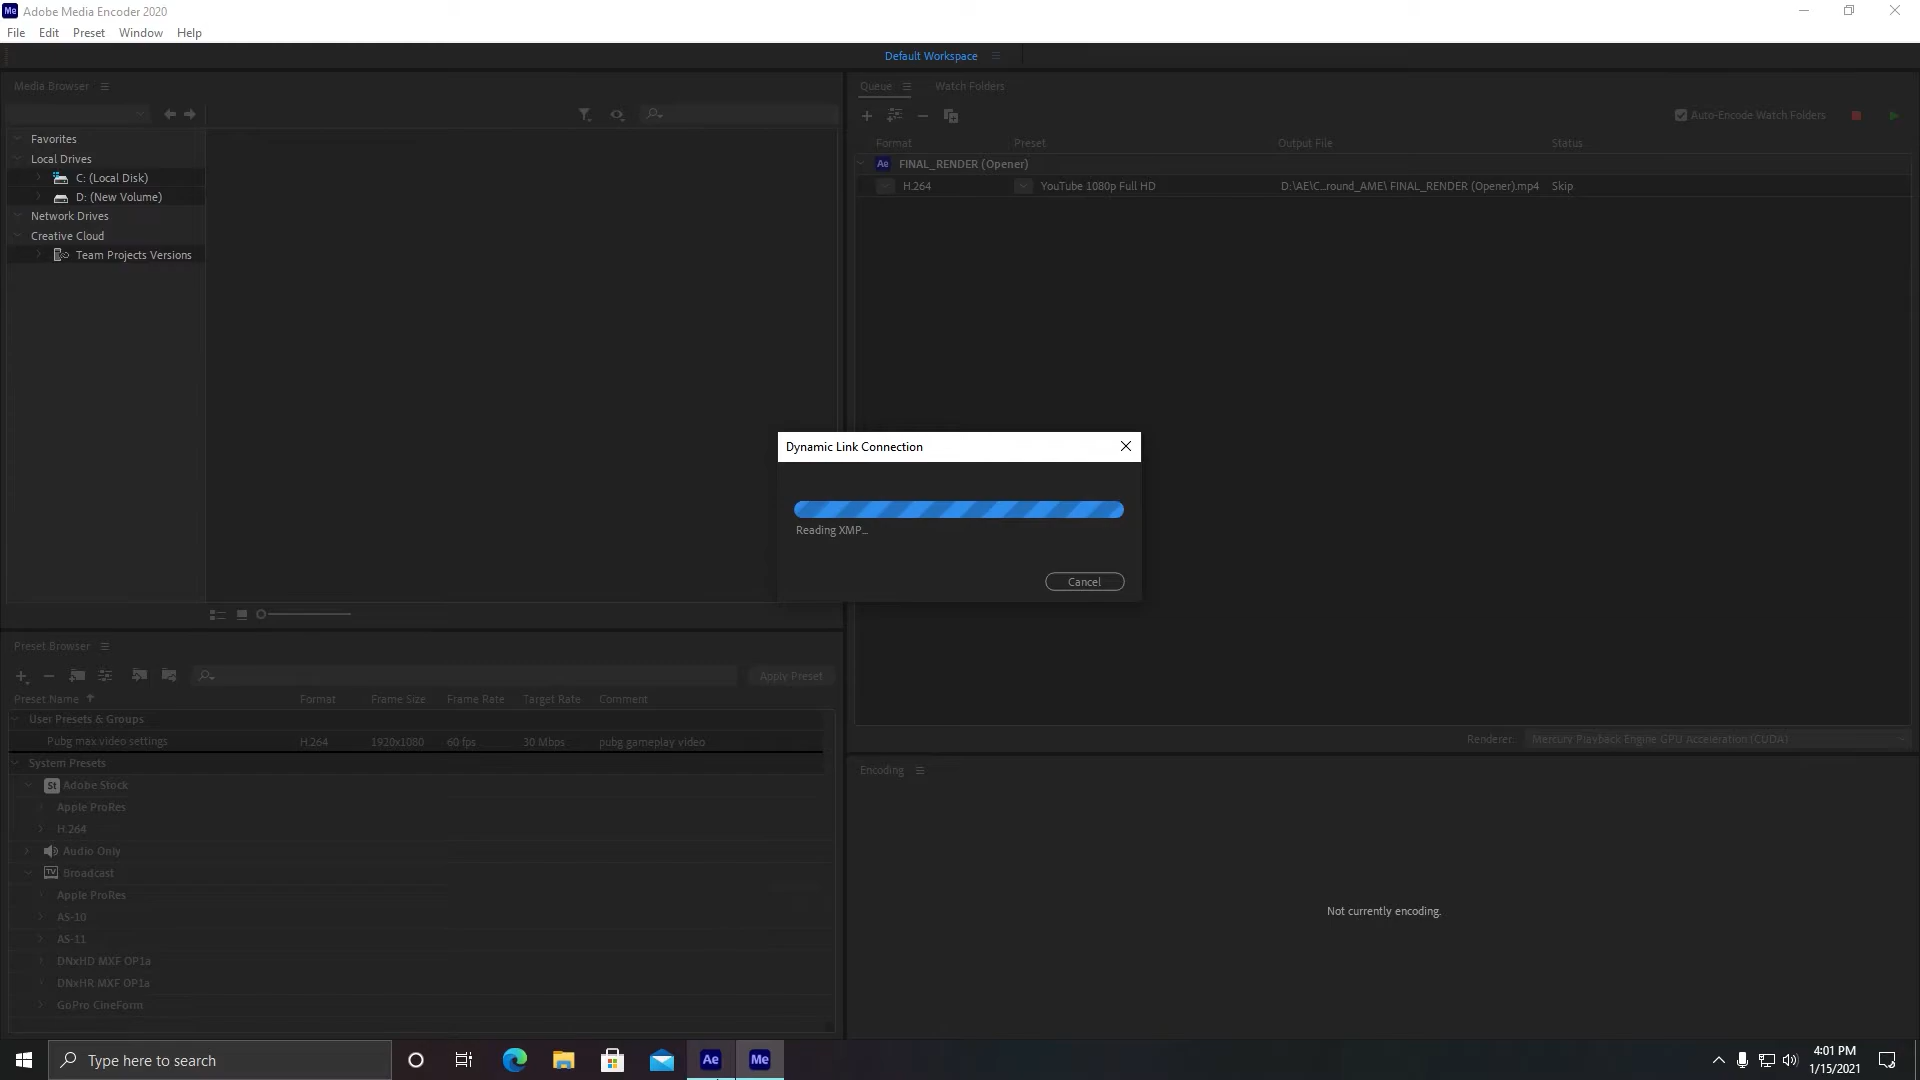 Me Adobe Media Encoder 2020
File Edit Preset Window Help
Default Workspace
Media Browser
Favorites
Local Drives
C: (Local Disk)
D: (New Volume)
Network Drives
Creative Cloud
Team Projects Versions
Queue Watch Folders
Auto-Encode Watch Folders
Format Preset Output File Status
Ae FINAL_RENDER (Opener)
H.264 YouTube 1080p Full HD D:\AE\C...round_AME\ FINAL_RENDER (Opener).mp4 Skip
Dynamic Link Connection
Reading XMP...
Cancel
Preset Browser
Apply Preset
Preset Name Format Frame Size Frame Rate Target Rate Comment
User Presets & Groups
Pubg max video settings H.264 1920x1080 60 fps 30 Mbps pubg gameplay video
System Presets
St Adobe Stock
Apple ProRes
H.264
Audio Only
TV Broadcast
Apple ProRes
AS-10
AS-11
DNxHD MXF OP1a
DNxHR MXF OP1a
GoPro CineForm
Renderer: Mercury Playback Engine GPU Acceleration (CUDA)
Encoding
Not currently encoding.
Type here to search
Ae Me
4:01 PM
1/15/2021